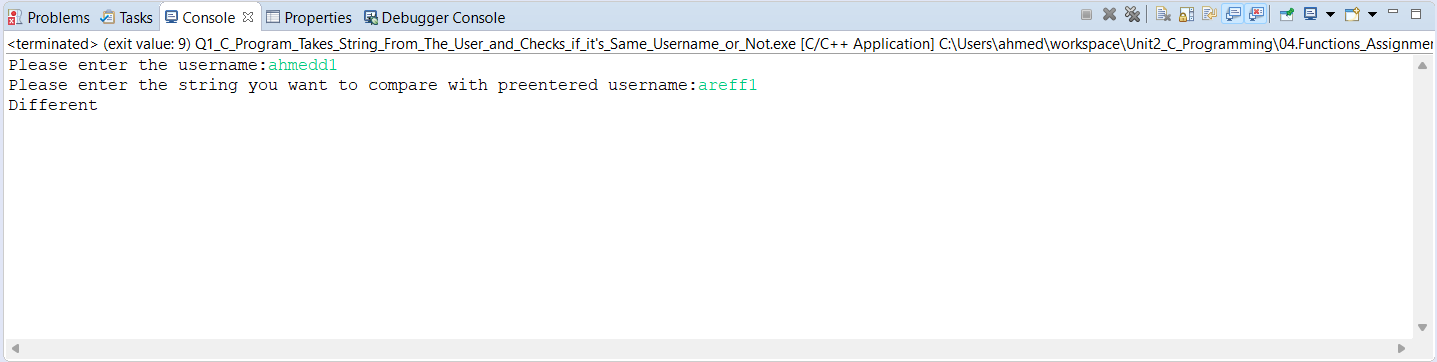 Problems Tasks Console Properties Debugger Console
<terminated> (exit value: 9) Q1_C_Program_Takes_String_From_The_User_and_Checks_if_it's_Same_Username_or_Not.exe [C/C++ Application] C:\Users\ahmed\workspace\Unit2_C_Programming\04.Functions_Assignme
Please enter the username:ahmedd1
Please enter the string you want to compare with preentered username:areff1
Different